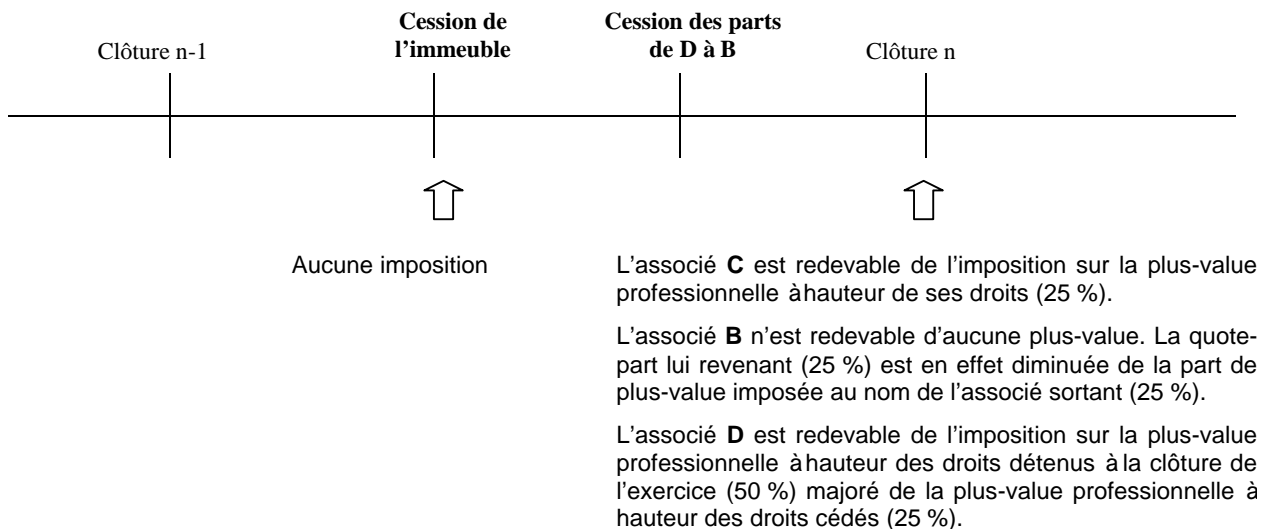 Cession de
l’immeuble
Cession des parts
de D à B
Clôture n-1
Clôture n
Aucune imposition
L’associé C est redevable de l’imposition sur la plus-value
professionnelle àhauteur de ses droits (25 %).
L’associé B n’est redevable d’aucune plus-value. La quote-
part lui revenant (25 %) est en effet diminuée de la part de
plus-value imposée au nom de l’associé sortant (25 %).
L’associé D est redevable de l’imposition sur la plus-value
professionnelle àhauteur des droits détenus àla clôture de
l’exercice (50 %) majoré de la plus-value professionnelle à
hauteur des droits cédés (25 %).